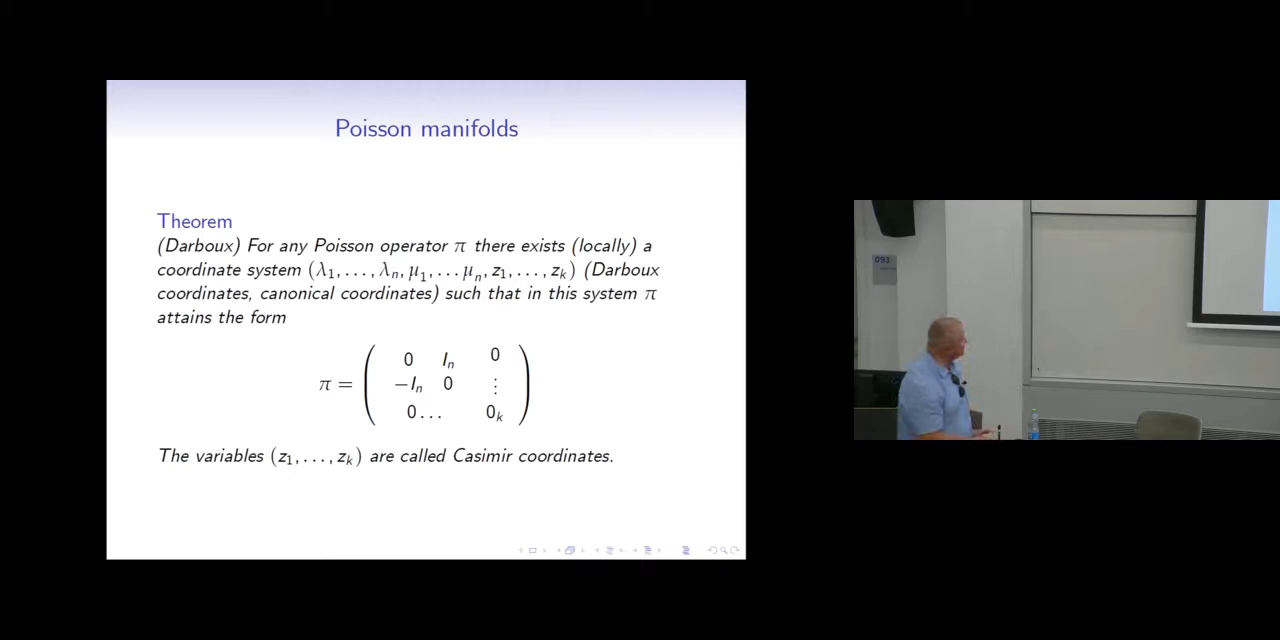 Poisson manifolds
Theorem
(Darboux) For any Poisson operator π there exists (locally) a
coordinate system (λ₁, . . . , λₙ, μ₁, . . . μₙ, z₁, . . . , zₖ) (Darboux
coordinates, canonical coordinates) such that in this system π
attains the form
π = ( 0 Iₙ 0
−Iₙ 0 ⋮
0 . . . 0ₖ )
The variables (z₁, . . . , zₖ) are called Casimir coordinates.
093